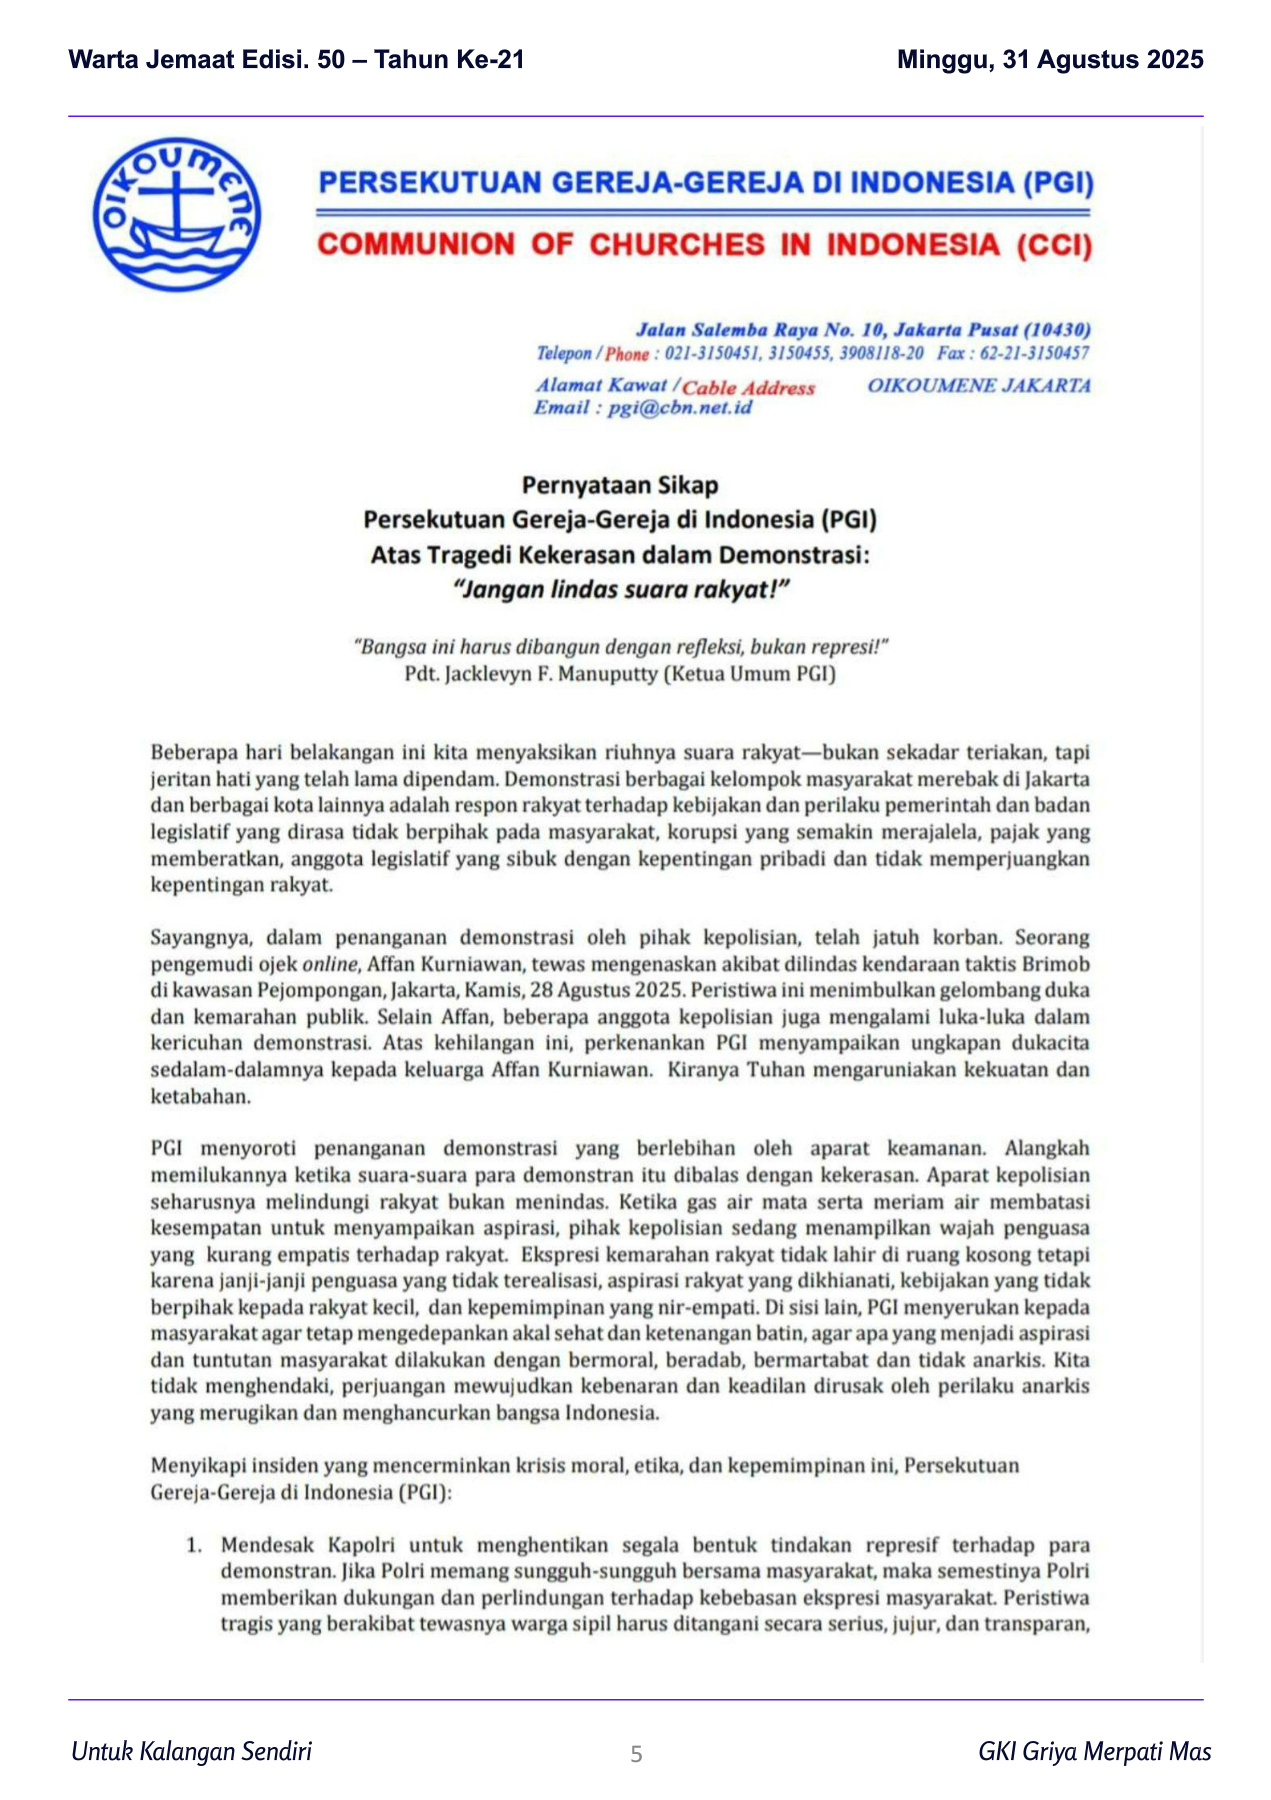 Warta Jemaat Edisi. 50 – Tahun Ke-21
Minggu, 31 Agustus 2025
OIKOUMENE
PERSEKUTUAN GEREJA-GEREJA DI INDONESIA (PGI)
COMMUNION OF CHURCHES IN INDONESIA (CCI)
Jalan Salemba Raya No. 10, Jakarta Pusat (10430)
Telepon / Phone : 021-3150451, 3150455, 3908118-20 Fax : 62-21-3150457
Alamat Kawat / Cable Address OIKOUMENE JAKARTA
Email : pgi@cbn.net.id
Pernyataan Sikap
Persekutuan Gereja-Gereja di Indonesia (PGI)
Atas Tragedi Kekerasan dalam Demonstrasi:
“Jangan lindas suara rakyat!”
“Bangsa ini harus dibangun dengan refleksi, bukan represi!”
Pdt. Jacklevyn F. Manuputty (Ketua Umum PGI)
Beberapa hari belakangan ini kita menyaksikan riuhnya suara rakyat—bukan sekadar teriakan, tapi
jeritan hati yang telah lama dipendam. Demonstrasi berbagai kelompok masyarakat merebak di Jakarta
dan berbagai kota lainnya adalah respon rakyat terhadap kebijakan dan perilaku pemerintah dan badan
legislatif yang dirasa tidak berpihak pada masyarakat, korupsi yang semakin merajalela, pajak yang
memberatkan, anggota legislatif yang sibuk dengan kepentingan pribadi dan tidak memperjuangkan
kepentingan rakyat.
Sayangnya, dalam penanganan demonstrasi oleh pihak kepolisian, telah jatuh korban. Seorang
pengemudi ojek online, Affan Kurniawan, tewas mengenaskan akibat dilindas kendaraan taktis Brimob
di kawasan Pejompongan, Jakarta, Kamis, 28 Agustus 2025. Peristiwa ini menimbulkan gelombang duka
dan kemarahan publik. Selain Affan, beberapa anggota kepolisian juga mengalami luka-luka dalam
kericuhan demonstrasi. Atas kehilangan ini, perkenankan PGI menyampaikan ungkapan dukacita
sedalam-dalamnya kepada keluarga Affan Kurniawan. Kiranya Tuhan mengaruniakan kekuatan dan
ketabahan.
PGI menyoroti penanganan demonstrasi yang berlebihan oleh aparat keamanan. Alangkah
memilukannya ketika suara-suara para demonstran itu dibalas dengan kekerasan. Aparat kepolisian
seharusnya melindungi rakyat bukan menindas. Ketika gas air mata serta meriam air membatasi
kesempatan untuk menyampaikan aspirasi, pihak kepolisian sedang menampilkan wajah penguasa
yang kurang empatis terhadap rakyat. Ekspresi kemarahan rakyat tidak lahir di ruang kosong tetapi
karena janji-janji penguasa yang tidak terealisasi, aspirasi rakyat yang dikhianati, kebijakan yang tidak
berpihak kepada rakyat kecil, dan kepemimpinan yang nir-empati. Di sisi lain, PGI menyerukan kepada
masyarakat agar tetap mengedepankan akal sehat dan ketenangan batin, agar apa yang menjadi aspirasi
dan tuntutan masyarakat dilakukan dengan bermoral, beradab, bermartabat dan tidak anarkis. Kita
tidak menghendaki, perjuangan mewujudkan kebenaran dan keadilan dirusak oleh perilaku anarkis
yang merugikan dan menghancurkan bangsa Indonesia.
Menyikapi insiden yang mencerminkan krisis moral, etika, dan kepemimpinan ini, Persekutuan
Gereja-Gereja di Indonesia (PGI):
1. Mendesak Kapolri untuk menghentikan segala bentuk tindakan represif terhadap para
demonstran. Jika Polri memang sungguh-sungguh bersama masyarakat, maka semestinya Polri
memberikan dukungan dan perlindungan terhadap kebebasan ekspresi masyarakat. Peristiwa
tragis yang berakibat tewasnya warga sipil harus ditangani secara serius, jujur, dan transparan,
Untuk Kalangan Sendiri
5
GKI Griya Merpati Mas